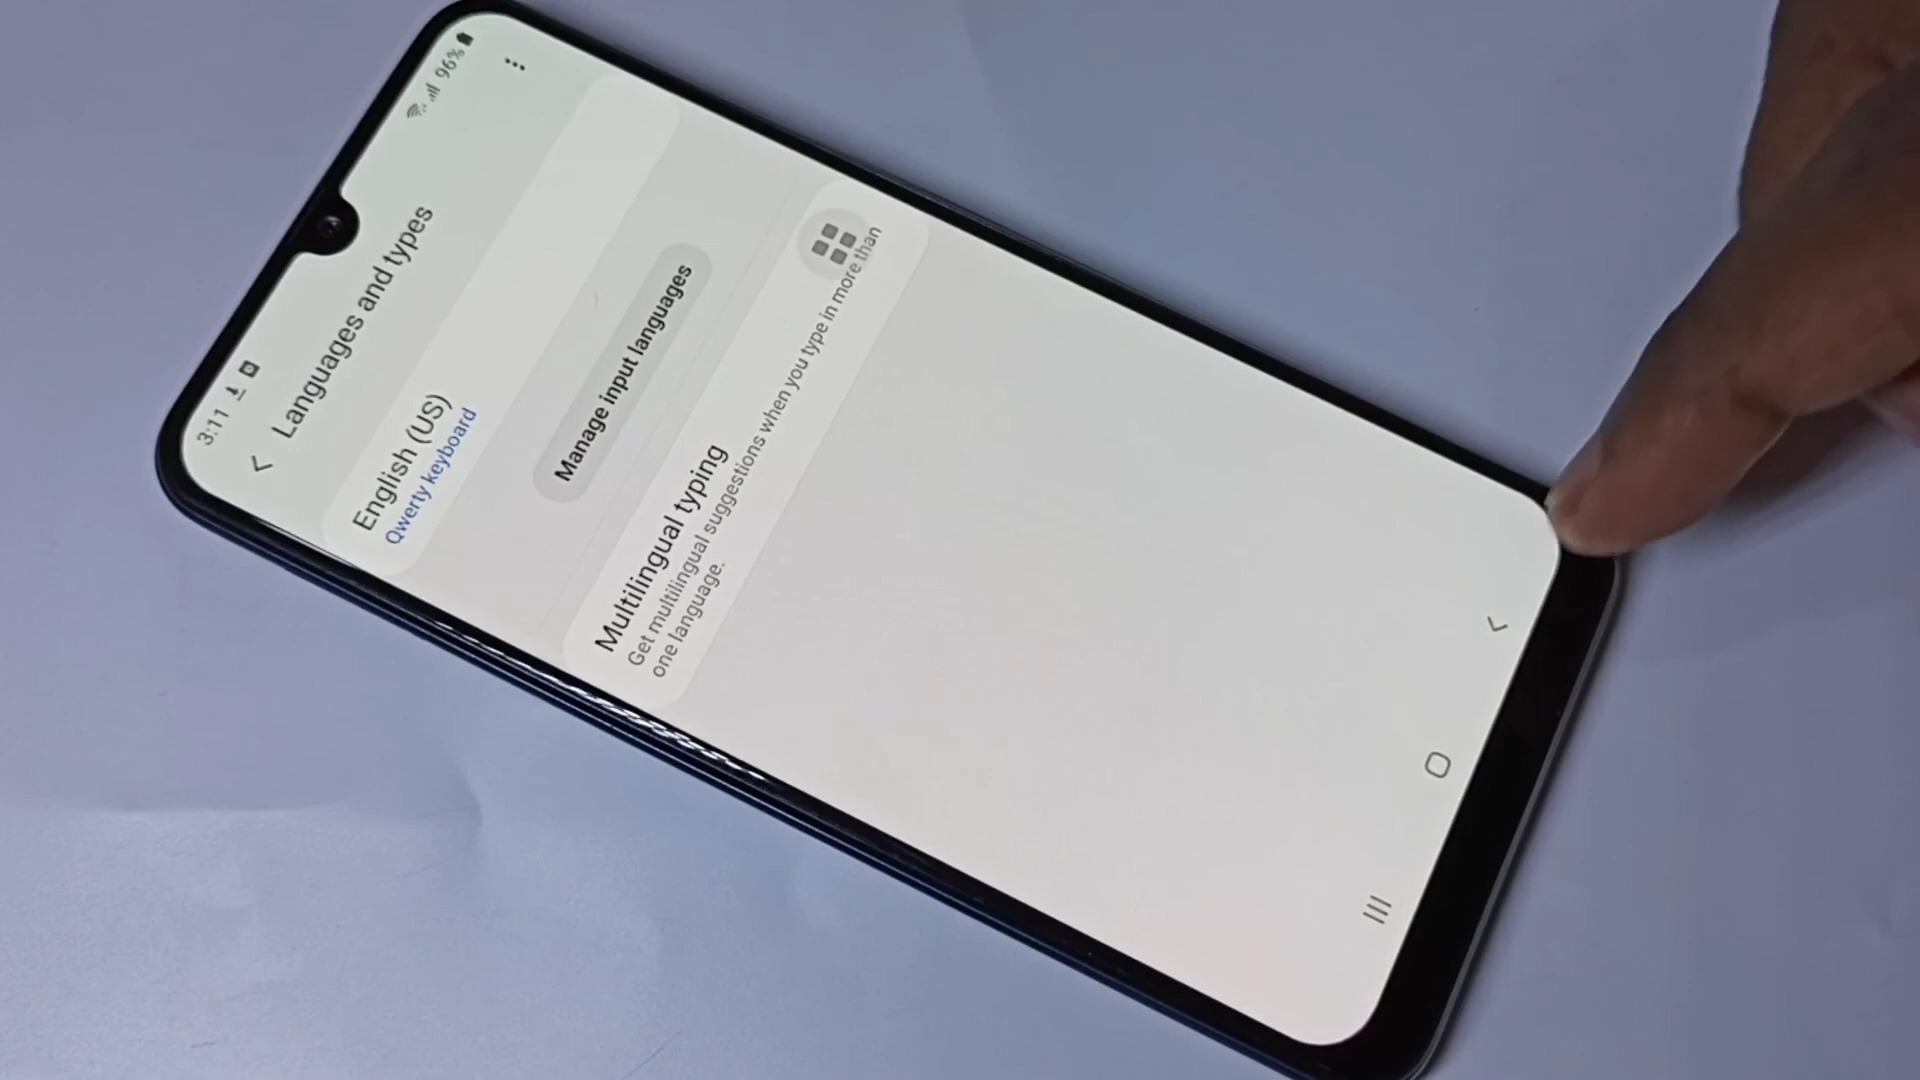 3:11
96%
Languages and types
English (US)
Qwerty keyboard
Manage input languages
Multilingual typing
Get multilingual suggestions when you type in more than
one language.